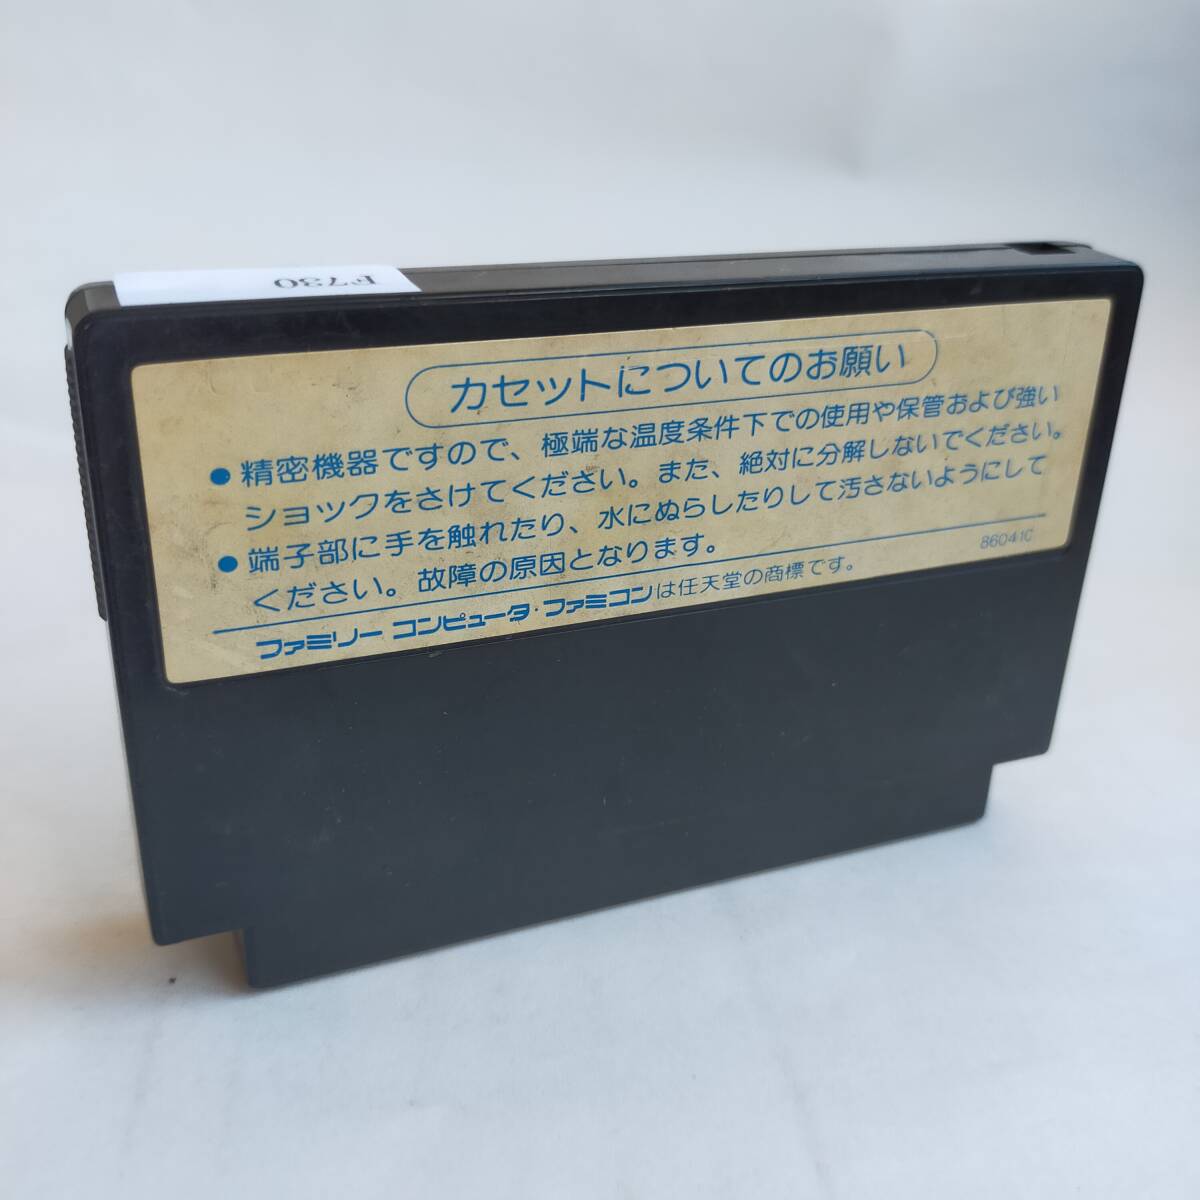 F730
カセットについてのお願い
●精密機器ですので、極端な温度条件下での使用や保管および強い
ショックをさけてください。また、絶対に分解しないでください。
●端子部に手を触れたり、水にぬらしたりして汚さないようにして
ください。故障の原因となります。
86041C
ファミリー コンピュータ・ファミコンは任天堂の商標です。